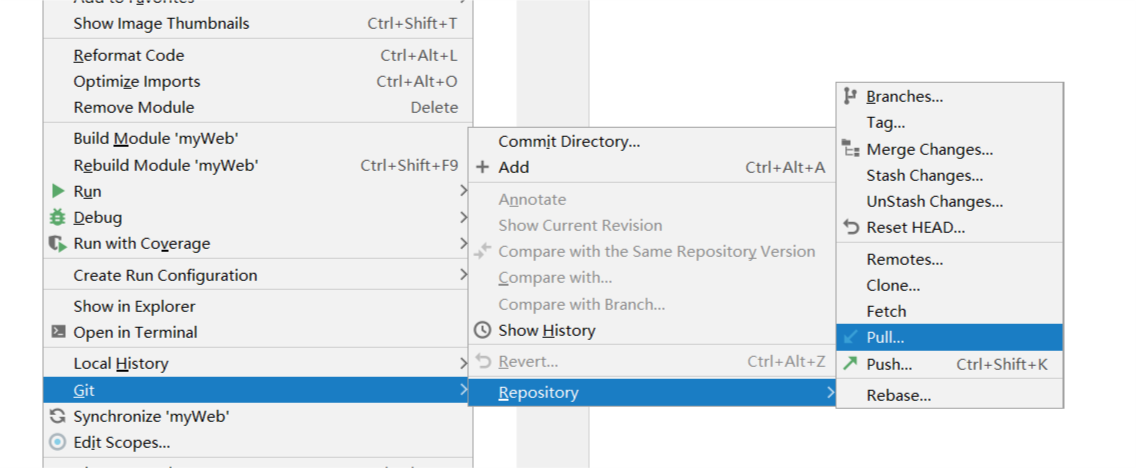 Add to Favorites
Show Image Thumbnails Ctrl+Shift+T
Reformat Code Ctrl+Alt+L
Optimize Imports Ctrl+Alt+O
Remove Module Delete
Build Module 'myWeb'
Rebuild Module 'myWeb' Ctrl+Shift+F9
Run
Debug
Run with Coverage
Create Run Configuration
Show in Explorer
Open in Terminal
Local History
Git
Synchronize 'myWeb'
Edit Scopes...
Commit Directory...
Add Ctrl+Alt+A
Annotate
Show Current Revision
Compare with the Same Repository Version
Compare with...
Compare with Branch...
Show History
Revert... Ctrl+Alt+Z
Repository
Branches...
Tag...
Merge Changes...
Stash Changes...
UnStash Changes...
Reset HEAD...
Remotes...
Clone...
Fetch
Pull...
Push... Ctrl+Shift+K
Rebase...